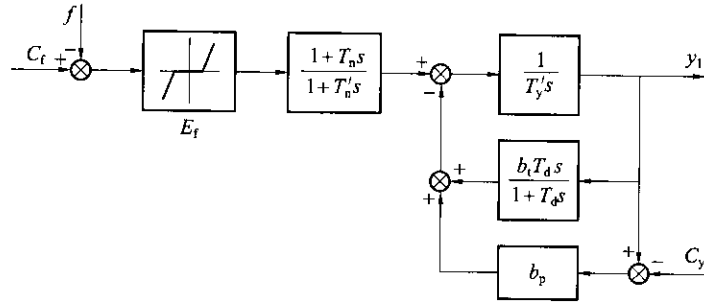 f
−
C_f
+
E_f
1 + T_n s
1 + T_n′ s
+
−
1
T_y′ s
y_1
+
+
b_t T_d s
1 + T_d s
b_p
+
−
C_y